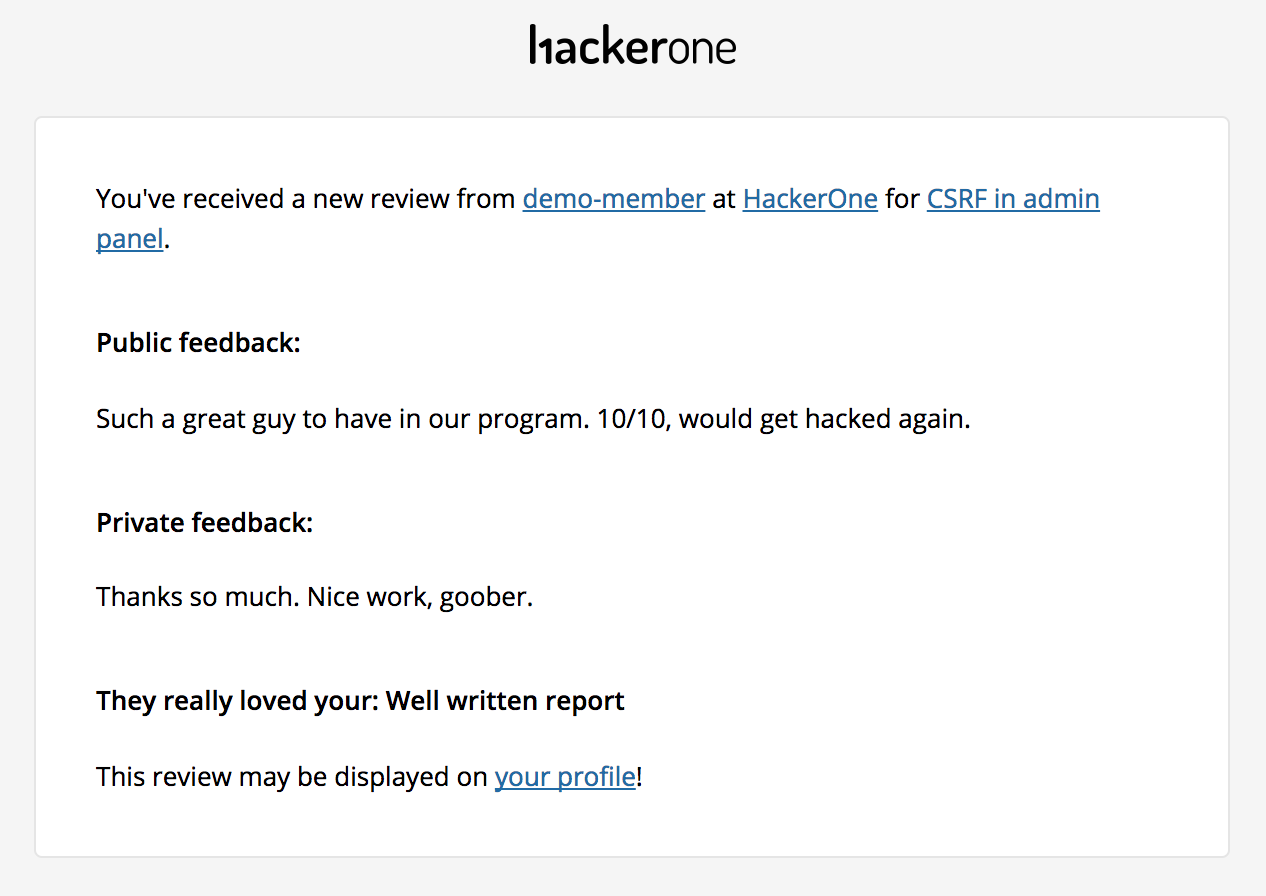 hackerone
You've received a new review from demo-member at HackerOne for CSRF in admin
panel.
Public feedback:
Such a great guy to have in our program. 10/10, would get hacked again.
Private feedback:
Thanks so much. Nice work, goober.
They really loved your: Well written report
This review may be displayed on your profile!